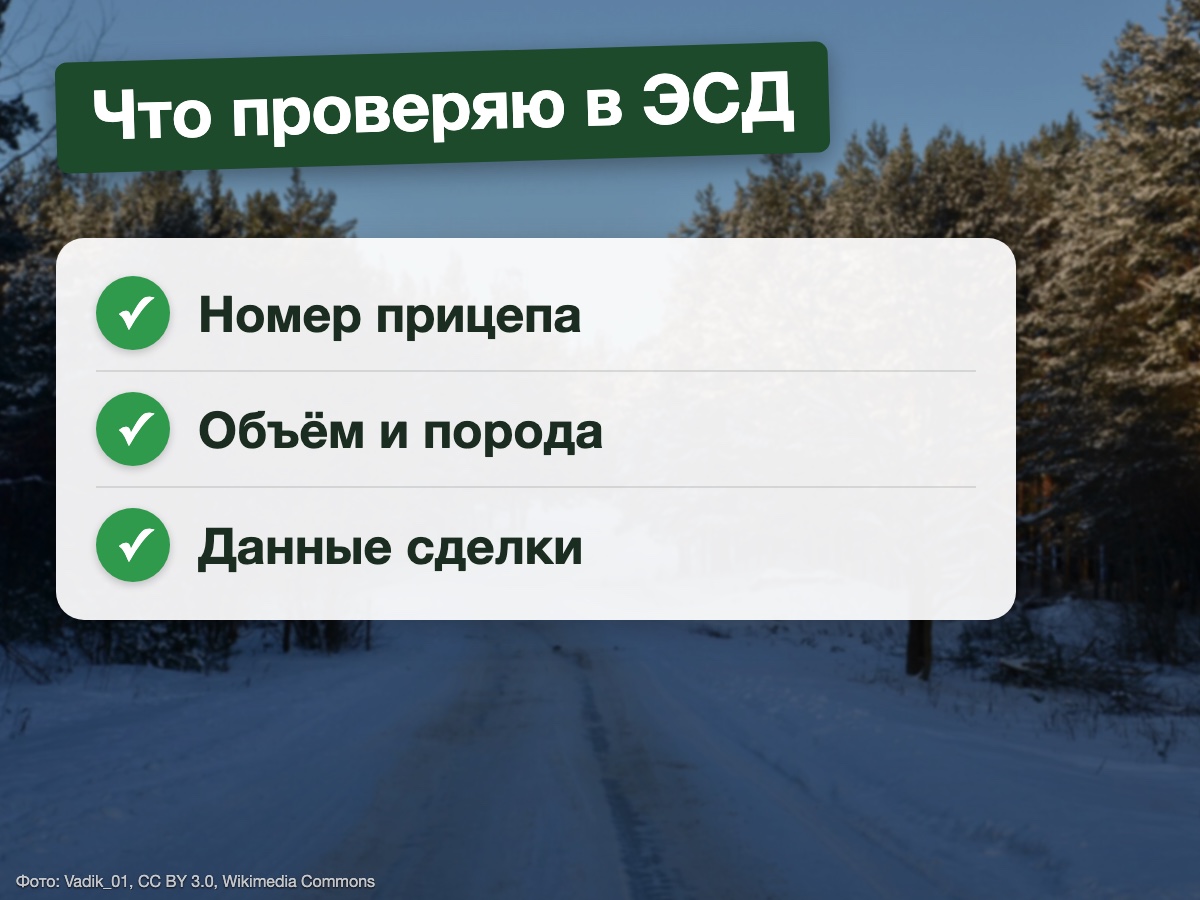 Что проверяю в ЭСД
Номер прицепа
Объём и порода
Данные сделки
Фото: Vadik_01, CC BY 3.0, Wikimedia Commons